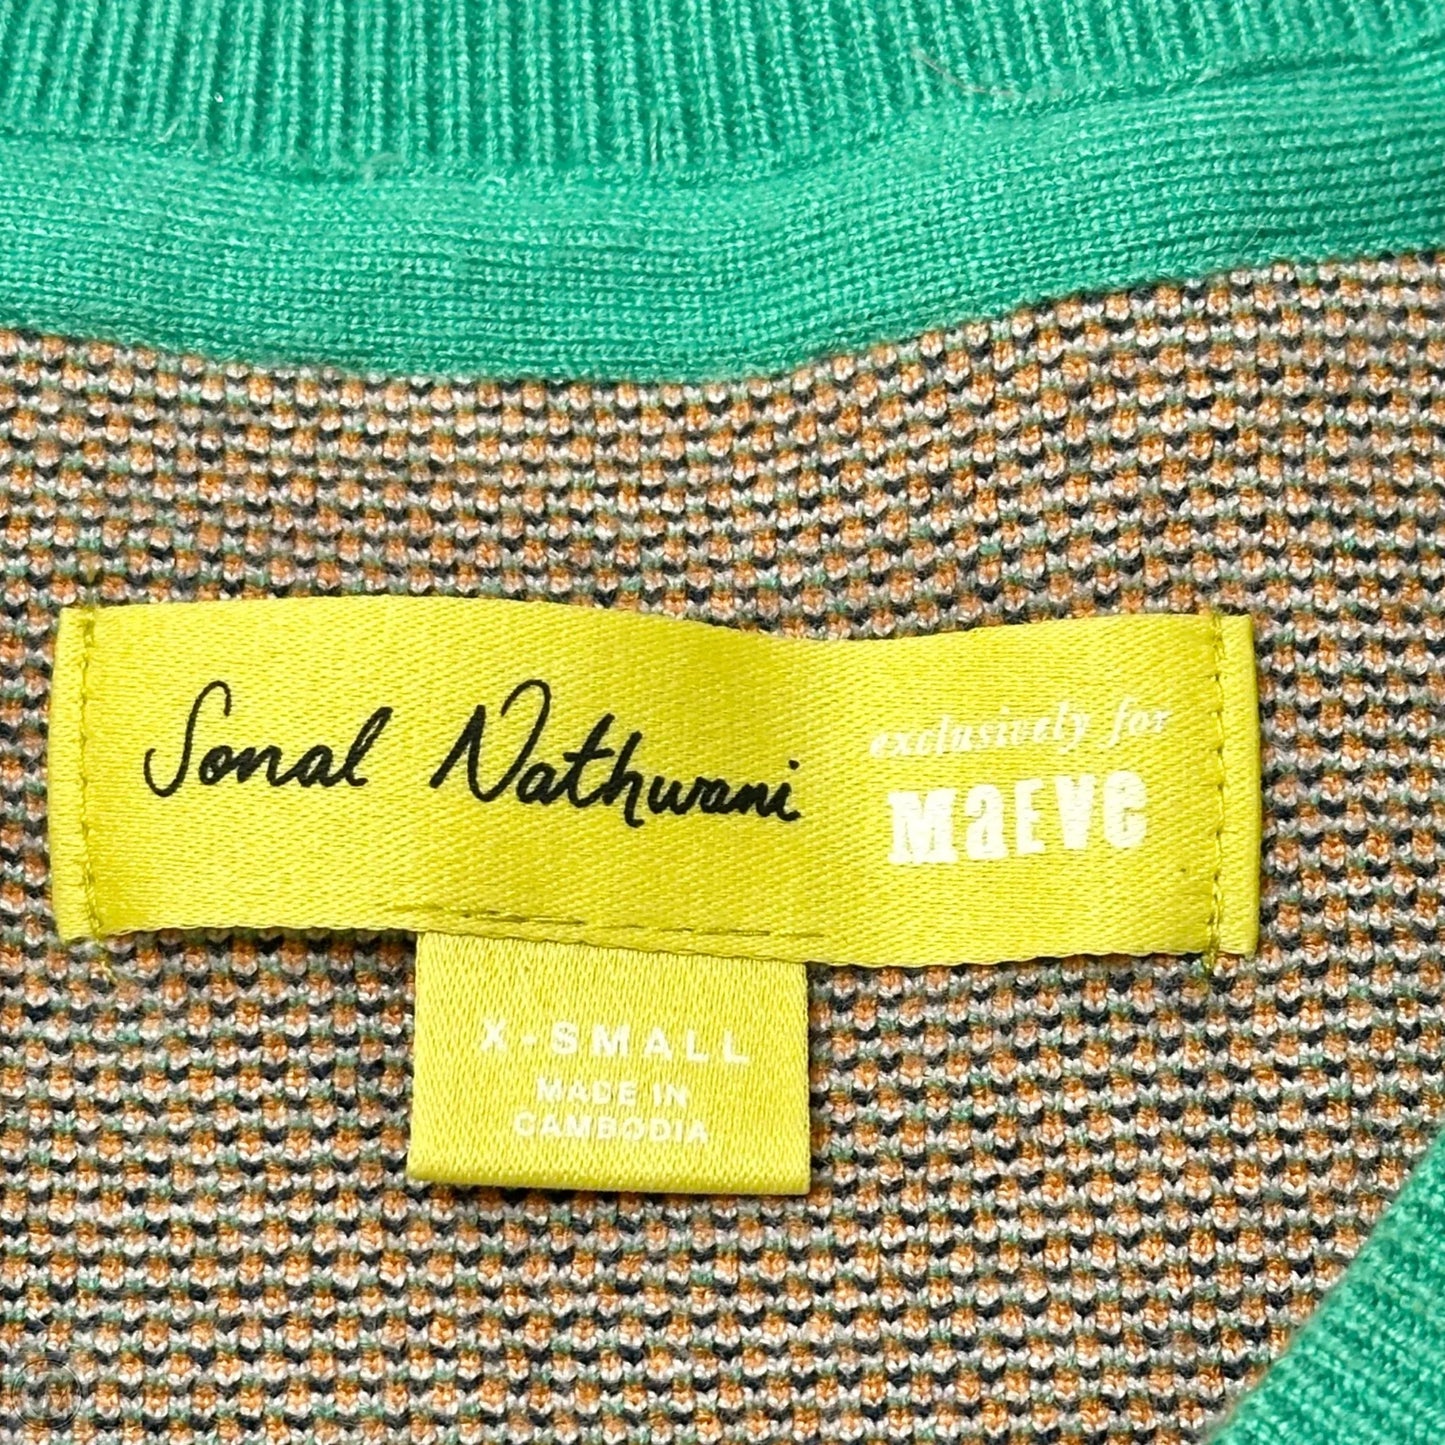 Sonal Nathwani
exclusively for
MaEVe
X-SMALL
MADE IN
CAMBODIA